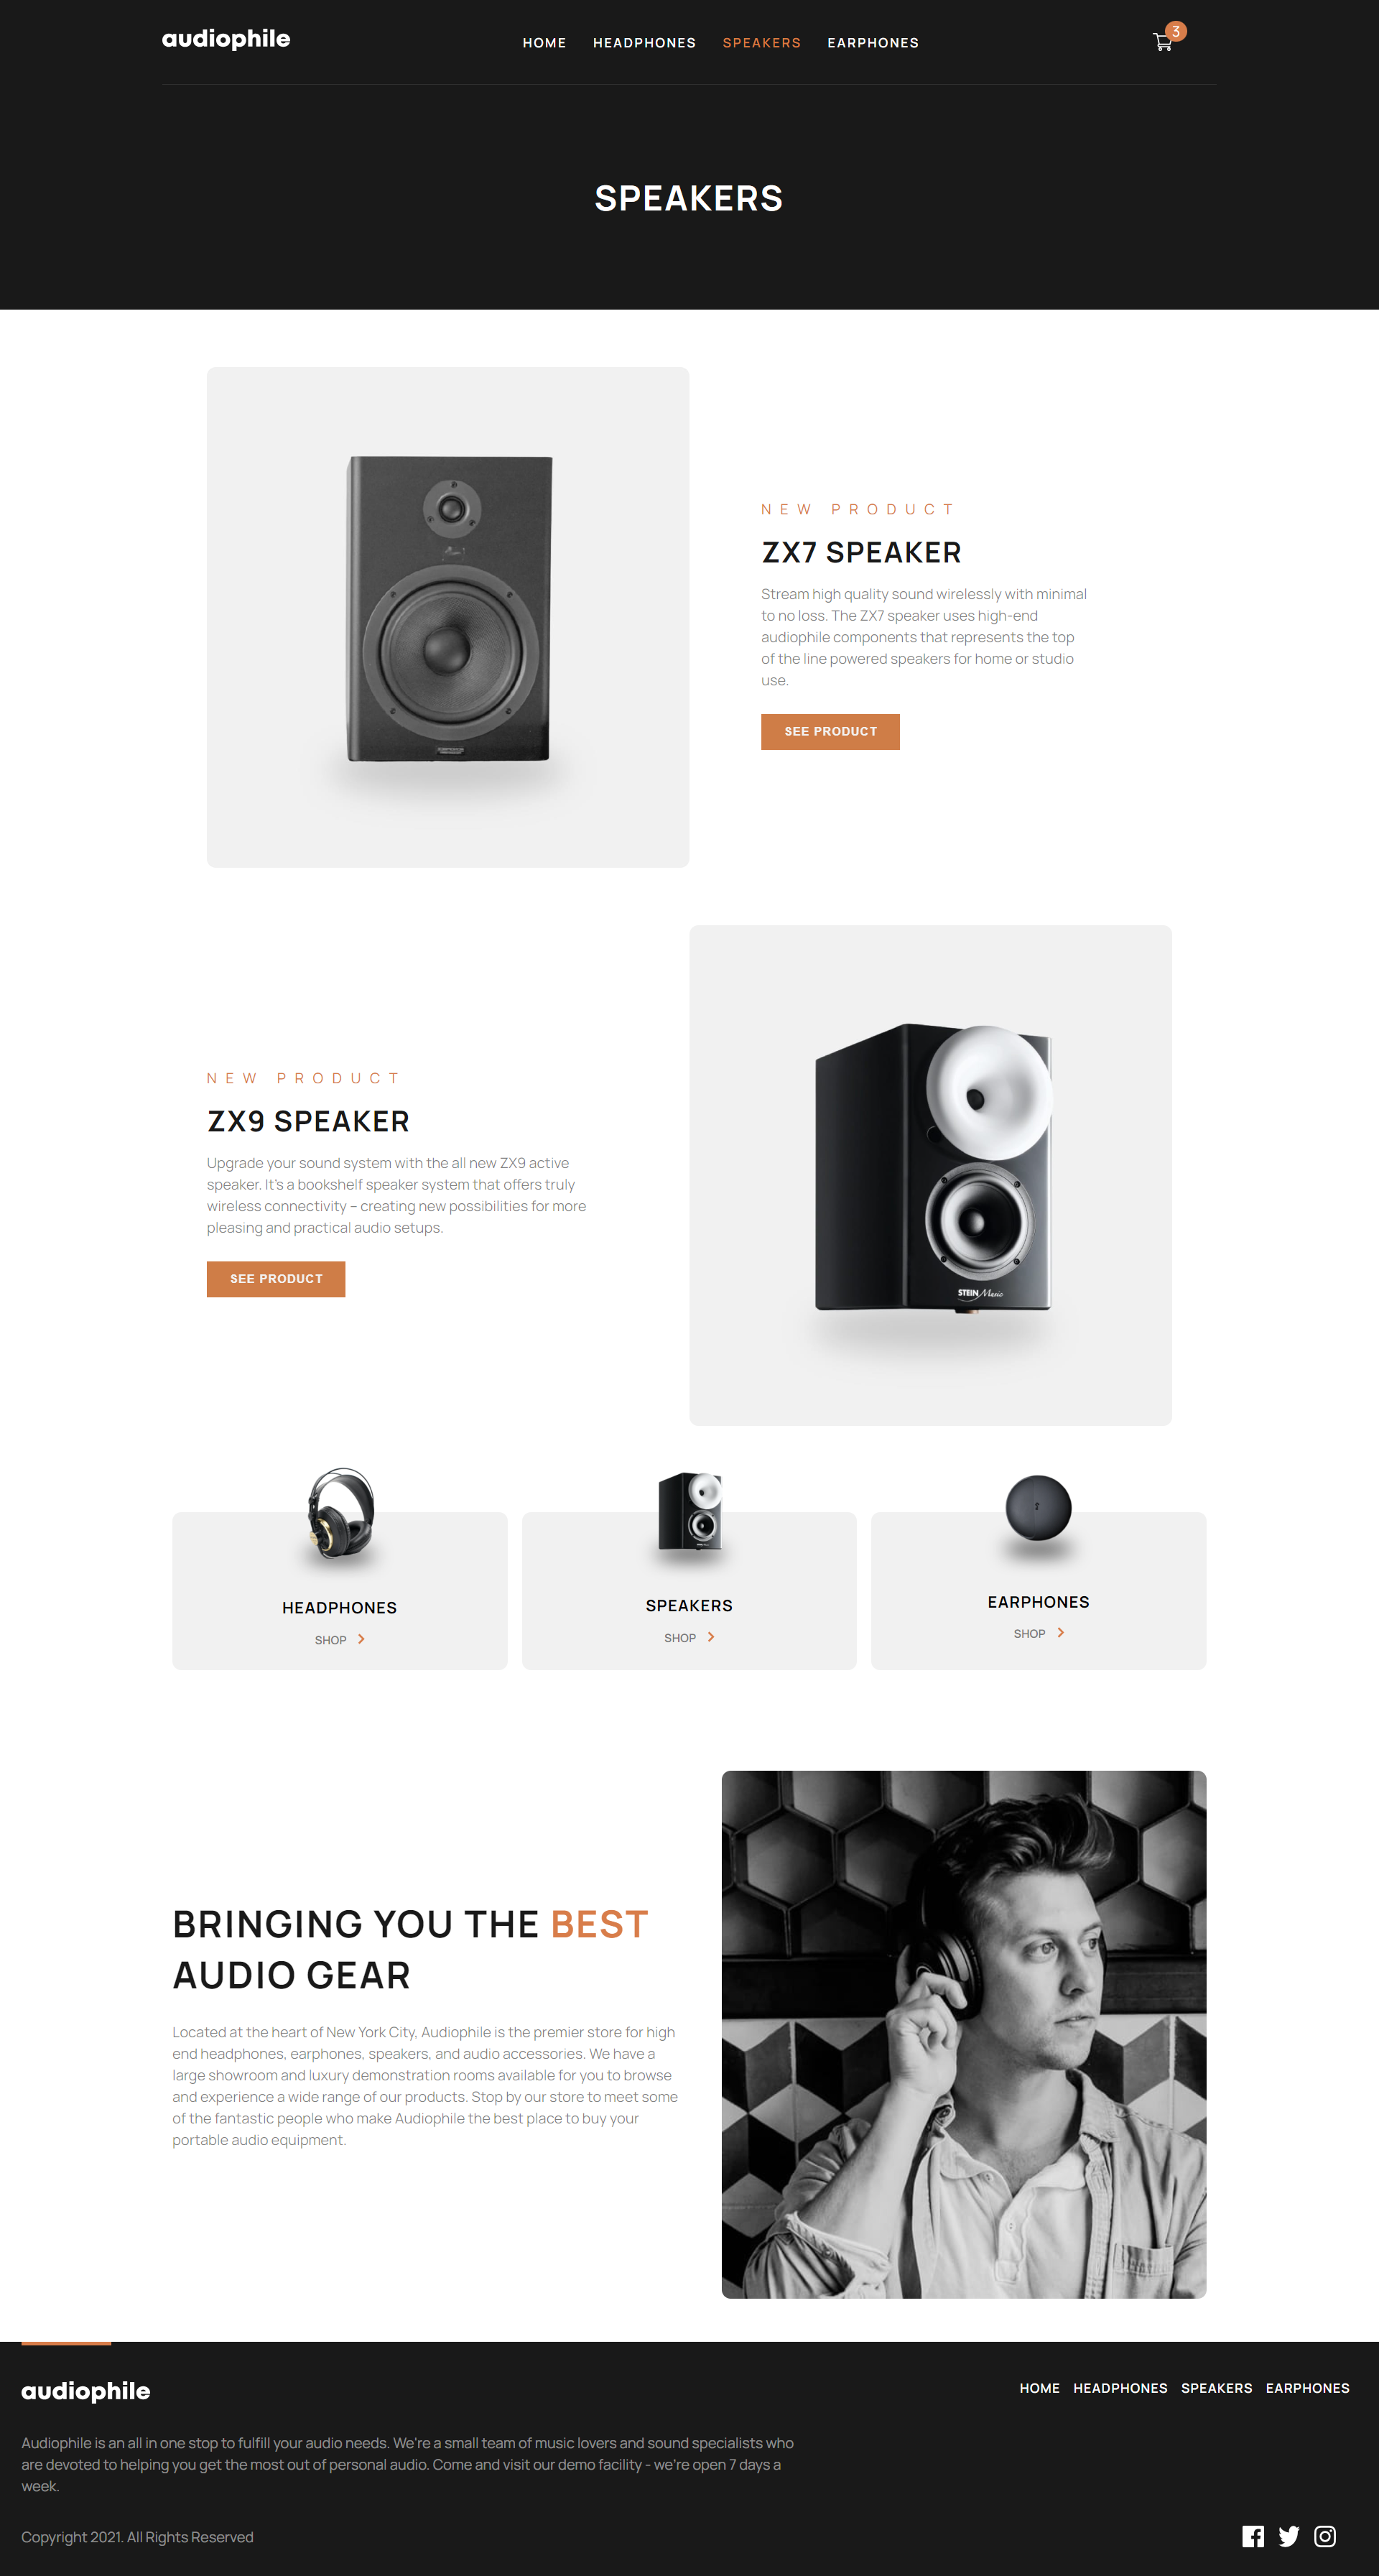 audiophile
HOME HEADPHONES SPEAKERS EARPHONES
3
SPEAKERS
NEW PRODUCT
ZX7 SPEAKER
Stream high quality sound wirelessly with minimal
to no loss. The ZX7 speaker uses high-end
audiophile components that represents the top
of the line powered speakers for home or studio
use.
SEE PRODUCT
NEW PRODUCT
ZX9 SPEAKER
Upgrade your sound system with the all new ZX9 active
speaker. It's a bookshelf speaker system that offers truly
wireless connectivity – creating new possibilities for more
pleasing and practical audio setups.
SEE PRODUCT
STEIN Music
HEADPHONES
SHOP
SPEAKERS
SHOP
EARPHONES
SHOP
BRINGING YOU THE BEST
AUDIO GEAR
Located at the heart of New York City, Audiophile is the premier store for high
end headphones, earphones, speakers, and audio accessories. We have a
large showroom and luxury demonstration rooms available for you to browse
and experience a wide range of our products. Stop by our store to meet some
of the fantastic people who make Audiophile the best place to buy your
portable audio equipment.
audiophile
HOME HEADPHONES SPEAKERS EARPHONES
Audiophile is an all in one stop to fulfill your audio needs. We're a small team of music lovers and sound specialists who
are devoted to helping you get the most out of personal audio. Come and visit our demo facility - we're open 7 days a
week.
Copyright 2021. All Rights Reserved